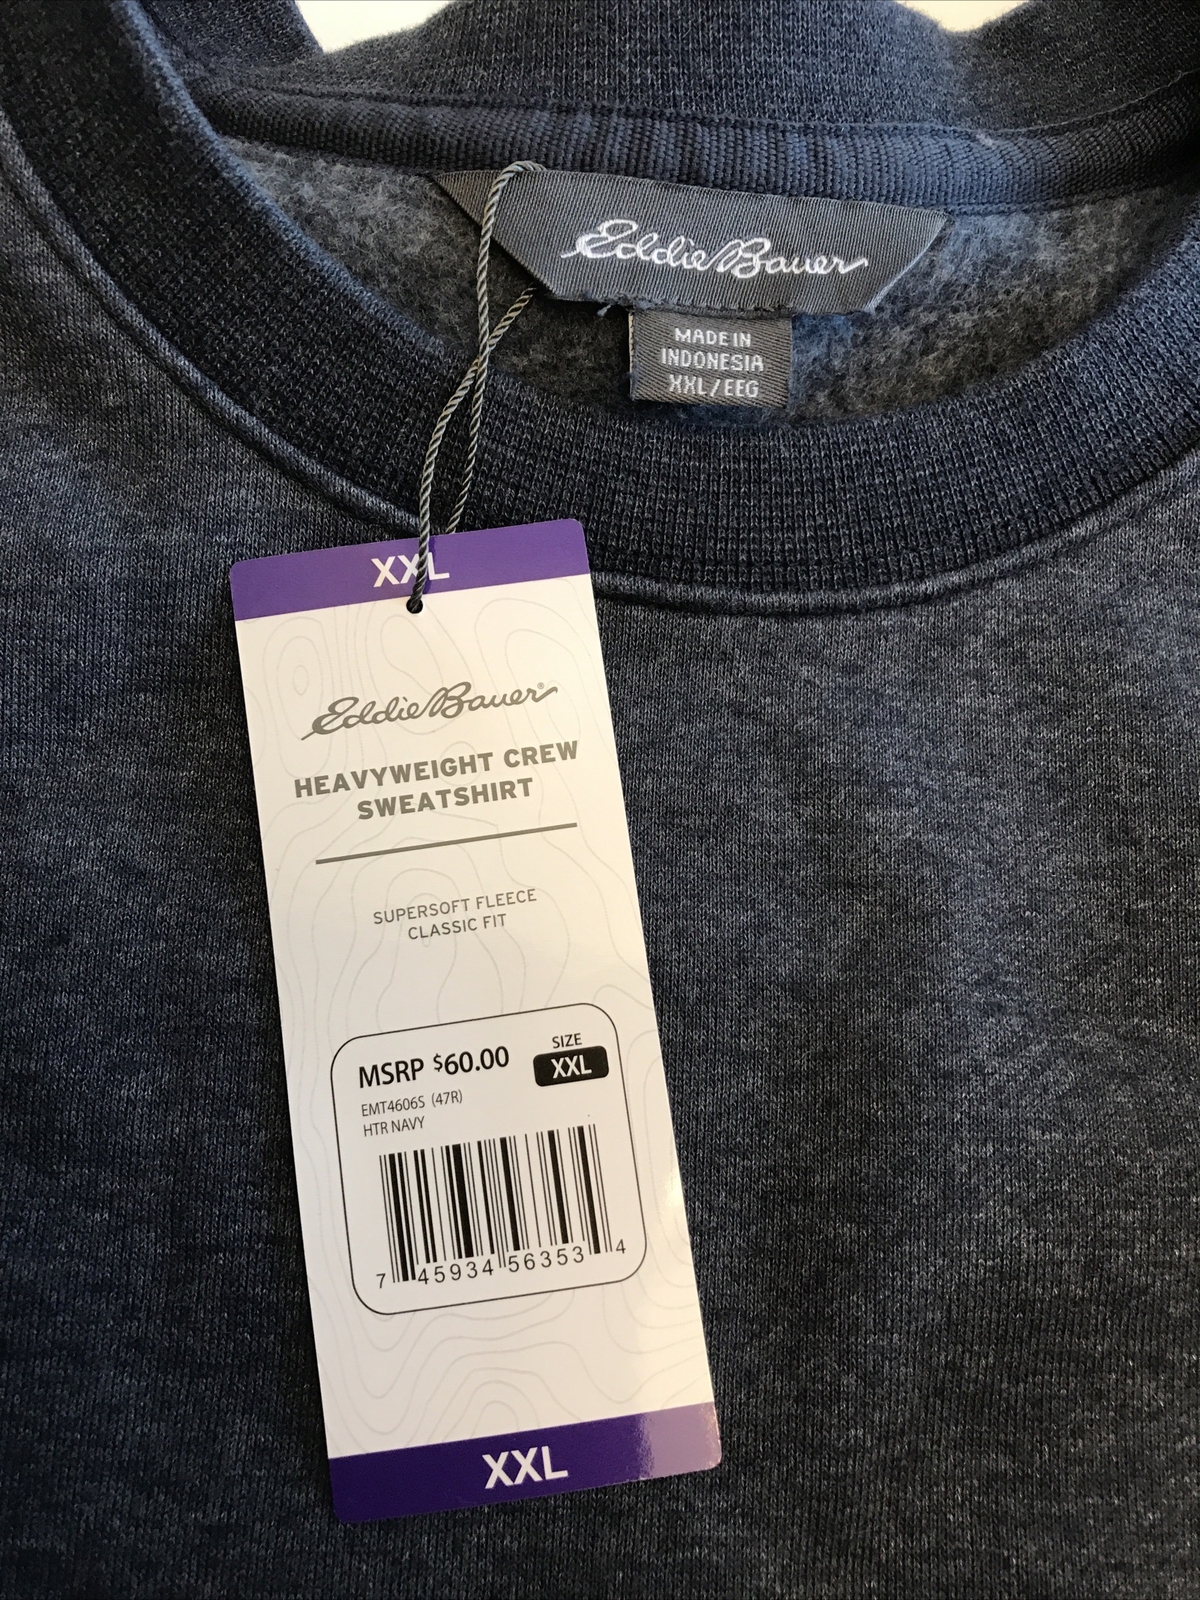 Eddie Bauer
MADE IN
INDONESIA
XXL/EEG
XXL
Eddie Bauer®
HEAVYWEIGHT CREW
SWEATSHIRT
SUPERSOFT FLEECE
CLASSIC FIT
MSRP $60.00
SIZE
XXL
EMT4606S (47R)
HTR NAVY
7 45934 56353 4
XXL